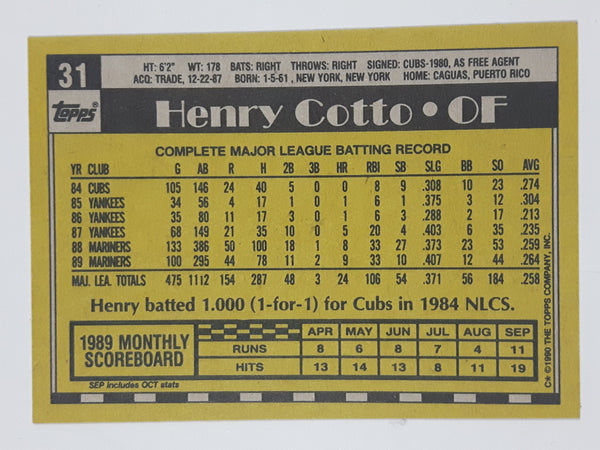 31
HT: 6'2" WT: 178 BATS: RIGHT THROWS: RIGHT SIGNED: CUBS-1980, AS FREE AGENT
ACQ: TRADE, 12-22-87 BORN: 1-5-61, NEW YORK, NEW YORK HOME: CAGUAS, PUERTO RICO
TOPPS®
Henry Cotto • OF
COMPLETE MAJOR LEAGUE BATTING RECORD
YR CLUB G AB R H 2B 3B HR RBI SB SLG BB SO AVG
84 CUBS 105 146 24 40 5 0 0 8 9 .308 10 23 .274
85 YANKEES 34 56 4 17 1 0 1 6 1 .375 3 12 .304
86 YANKEES 35 80 11 17 3 0 1 6 3 .288 2 17 .213
87 YANKEES 68 149 21 35 10 0 5 20 4 .403 6 35 .235
88 MARINERS 133 386 50 100 18 1 8 33 27 .373 23 53 .259
89 MARINERS 100 295 44 78 11 2 9 33 10 .407 12 44 .264
MAJ. LEA. TOTALS 475 1112 154 287 48 3 24 106 54 .371 56 184 .258
Henry batted 1.000 (1-for-1) for Cubs in 1984 NLCS.
1989 MONTHLY
SCOREBOARD
APR MAY JUN JUL AUG SEP
RUNS 8 6 8 7 4 11
HITS 13 14 13 8 11 19
SEP includes OCT stats
C* ©1990 THE TOPPS COMPANY, INC.